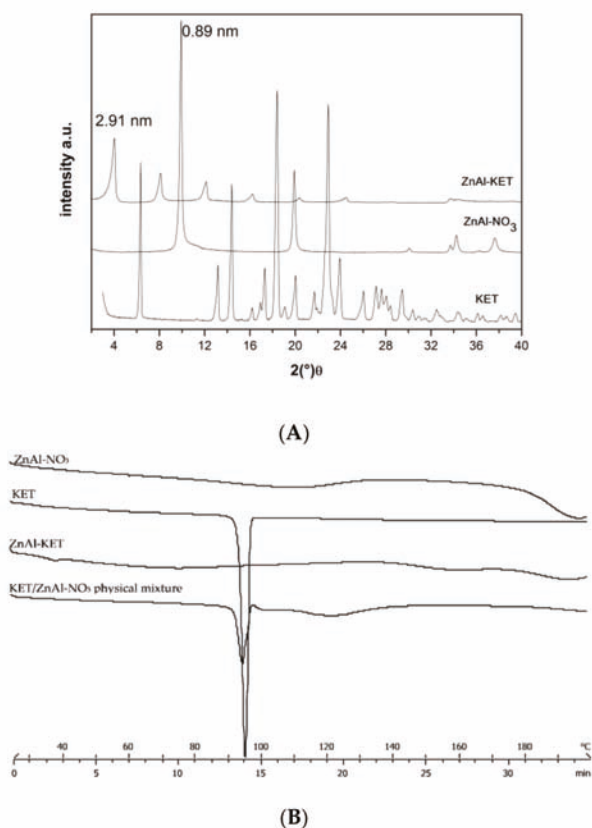 0.89 nm
2.91 nm
intensity a.u.
ZnAl-KET
ZnAl-NO3
KET
4 8 12 16 20 24 28 32 36 40
2(°)θ
(A)
ZnAl-NO3
KET
ZnAl-KET
KET/ZnAl-NO3 physical mixture
40 60 80 100 120 140 160 180 °C
0 5 10 15 20 25 30 min
(B)